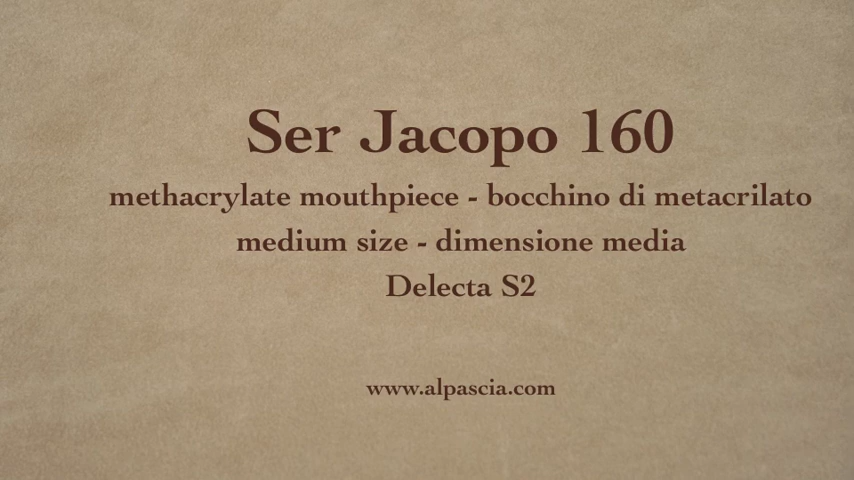 Ser Jacopo 160
methacrylate mouthpiece - bocchino di metacrilato
medium size - dimensione media
Delecta S2
www.alpascia.com